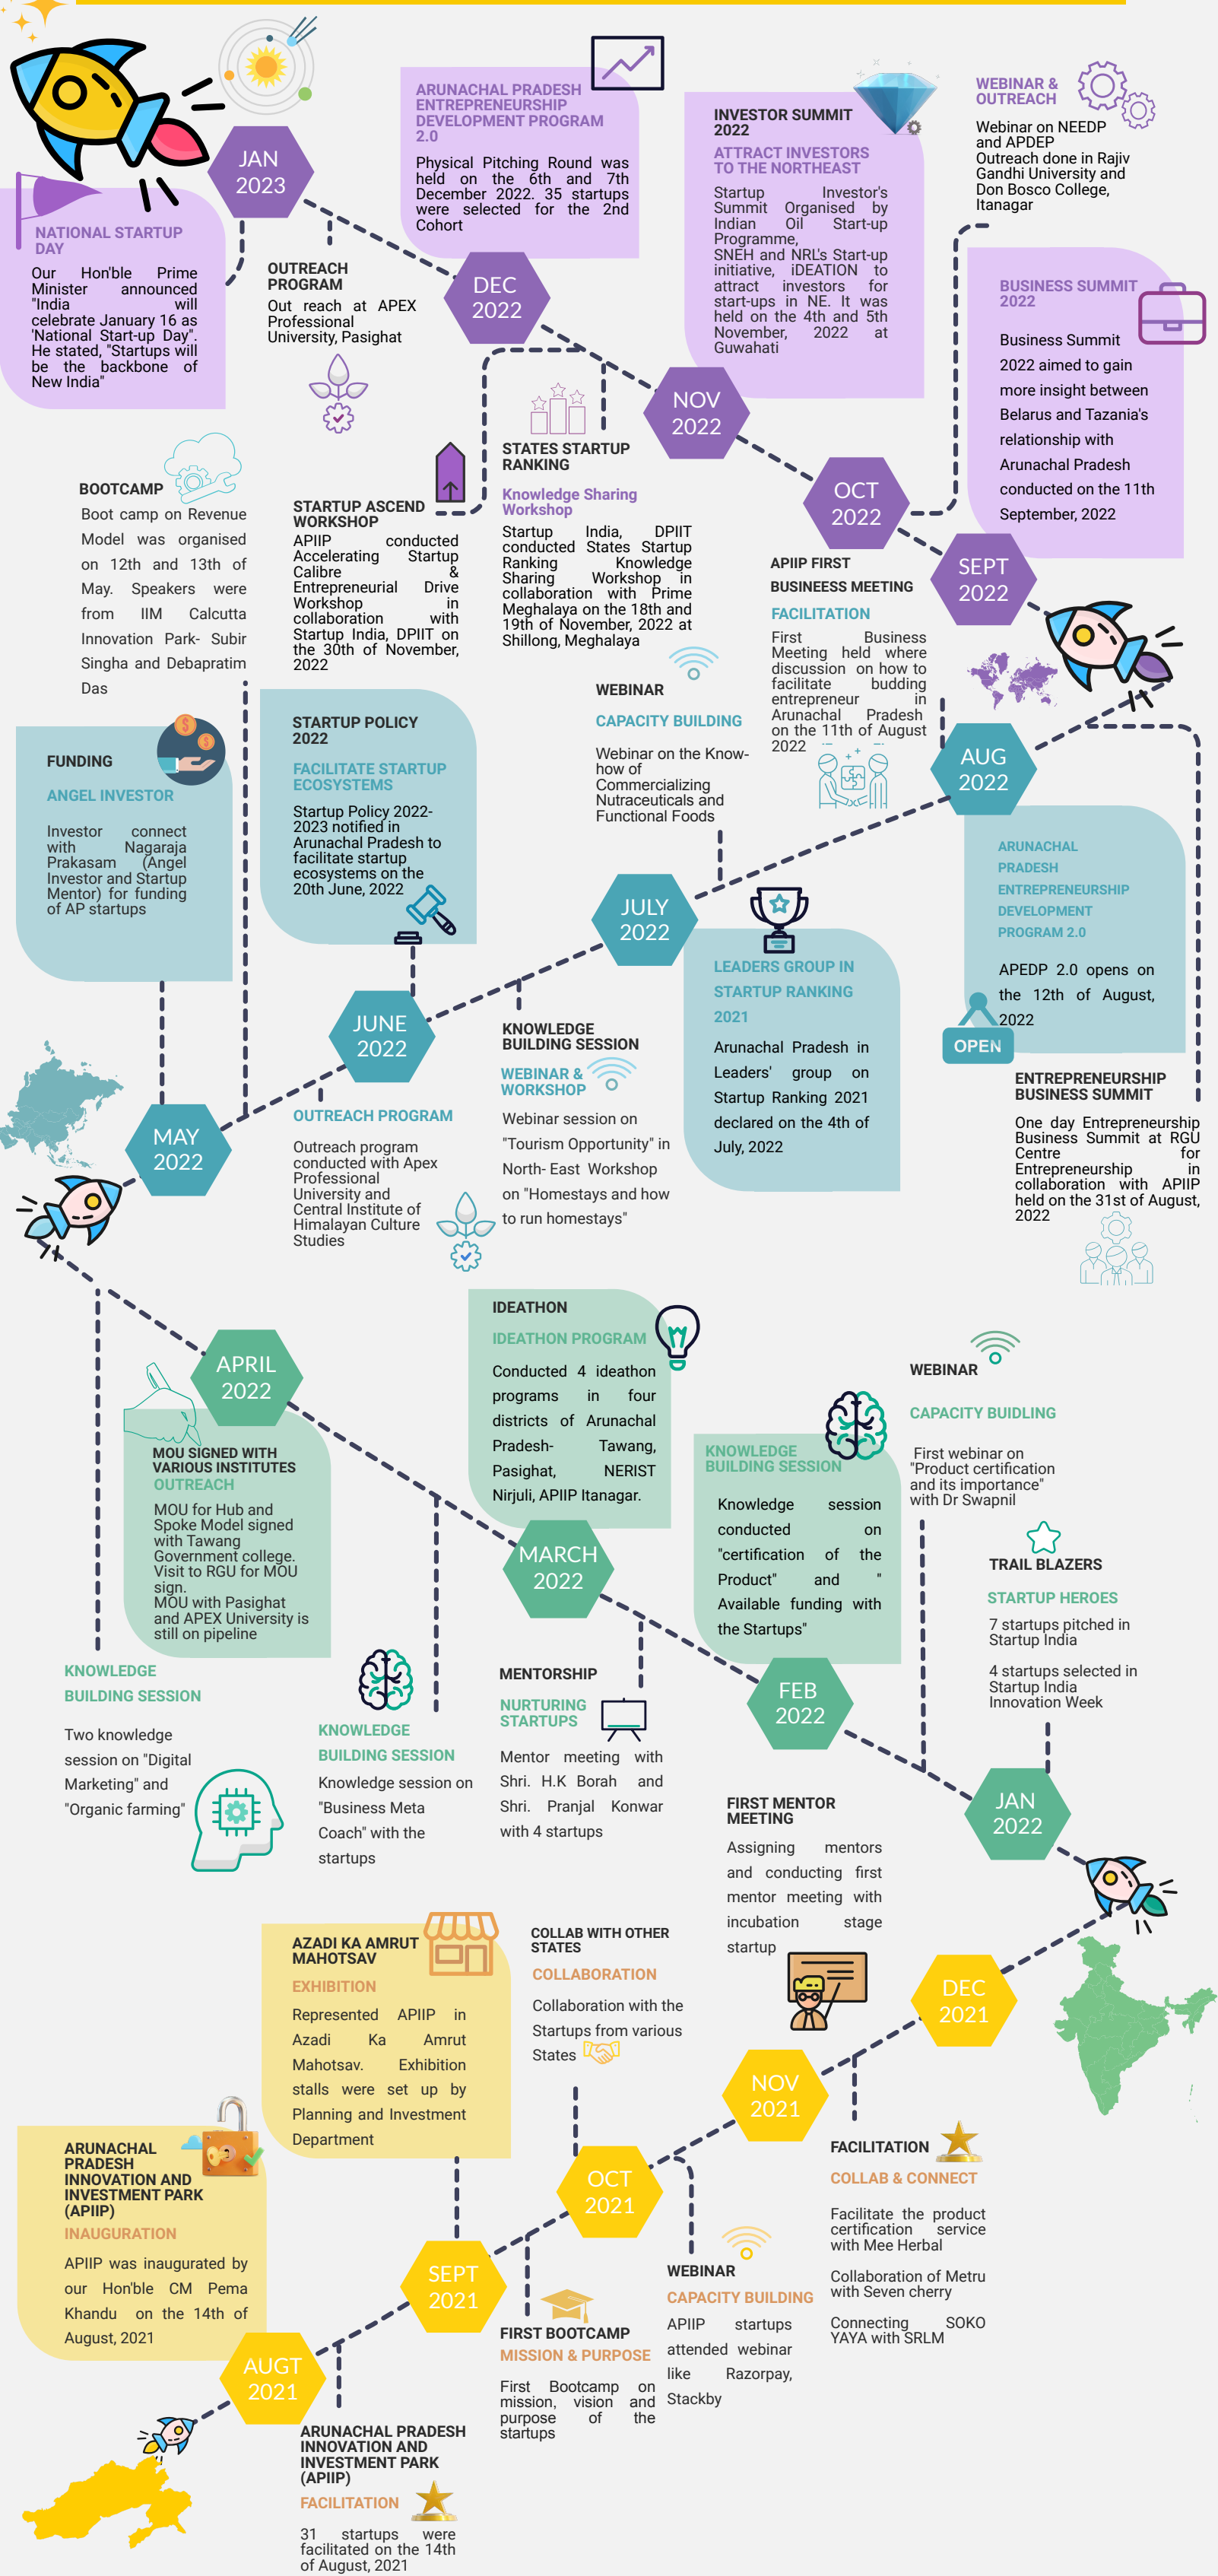 JAN
2023
NATIONAL STARTUP
DAY
Our Hon'ble Prime
Minister announced
"India will
celebrate January 16 as
'National Start-up Day".
He stated, "Startups will
be the backbone of
New India"
OUTREACH
PROGRAM
Out reach at APEX
Professional
University, Pasighat
ARUNACHAL PRADESH
ENTREPRENEURSHIP
DEVELOPMENT PROGRAM
2.0
Physical Pitching Round was
held on the 6th and 7th
December 2022. 35 startups
were selected for the 2nd
Cohort
DEC
2022
INVESTOR SUMMIT
2022
ATTRACT INVESTORS
TO THE NORTHEAST
Startup Investor's
Summit Organised by
Indian Oil Start-up
Programme,
SNEH and NRL's Start-up
initiative, iDEATION to
attract investors for
start-ups in NE. It was
held on the 4th and 5th
November, 2022 at
Guwahati
WEBINAR &
OUTREACH
Webinar on NEEDP
and APDEP
Outreach done in Rajiv
Gandhi University and
Don Bosco College,
Itanagar
BUSINESS SUMMIT
2022
Business Summit
2022 aimed to gain
more insight between
Belarus and Tazania's
relationship with
Arunachal Pradesh
conducted on the 11th
September, 2022
NOV
2022
OCT
2022
SEPT
2022
BOOTCAMP
Boot camp on Revenue
Model was organised
on 12th and 13th of
May. Speakers were
from IIM Calcutta
Innovation Park- Subir
Singha and Debapratim
Das
STARTUP ASCEND
WORKSHOP
APIIP conducted
Accelerating Startup
Calibre &
Entrepreneurial Drive
Workshop in
collaboration with
Startup India, DPIIT on
the 30th of November,
2022
STATES STARTUP
RANKING
Knowledge Sharing
Workshop
Startup India, DPIIT
conducted States Startup
Ranking Knowledge
Sharing Workshop in
collaboration with Prime
Meghalaya on the 18th and
19th of November, 2022 at
Shillong, Meghalaya
APIIP FIRST
BUSINEESS MEETING
FACILITATION
First Business
Meeting held where
discussion on how to
facilitate budding
entrepreneur in
Arunachal Pradesh
on the 11th of August
2022
WEBINAR
CAPACITY BUILDING
Webinar on the Know-
how of
Commercializing
Nutraceuticals and
Functional Foods
FUNDING
ANGEL INVESTOR
Investor connect
with Nagaraja
Prakasam (Angel
Investor and Startup
Mentor) for funding
of AP startups
STARTUP POLICY
2022
FACILITATE STARTUP
ECOSYSTEMS
Startup Policy 2022-
2023 notified in
Arunachal Pradesh to
facilitate startup
ecosystems on the
20th June, 2022
AUG
2022
ARUNACHAL
PRADESH
ENTREPRENEURSHIP
DEVELOPMENT
PROGRAM 2.0
APEDP 2.0 opens on
the 12th of August,
2022
OPEN
JULY
2022
LEADERS GROUP IN
STARTUP RANKING
2021
Arunachal Pradesh in
Leaders' group on
Startup Ranking 2021
declared on the 4th of
July, 2022
ENTREPRENEURSHIP
BUSINESS SUMMIT
One day Entrepreneurship
Business Summit at RGU
Centre for
Entrepreneurship in
collaboration with APIIP
held on the 31st of August,
2022
JUNE
2022
KNOWLEDGE
BUILDING SESSION
WEBINAR &
WORKSHOP
Webinar session on
"Tourism Opportunity" in
North- East Workshop
on "Homestays and how
to run homestays"
OUTREACH PROGRAM
Outreach program
conducted with Apex
Professional
University and
Central Institute of
Himalayan Culture
Studies
MAY
2022
APRIL
2022
MOU SIGNED WITH
VARIOUS INSTITUTES
OUTREACH
MOU for Hub and
Spoke Model signed
with Tawang
Government college.
Visit to RGU for MOU
sign.
MOU with Pasighat
and APEX University is
still on pipeline
IDEATHON
IDEATHON PROGRAM
Conducted 4 ideathon
programs in four
districts of Arunachal
Pradesh- Tawang,
Pasighat, NERIST
Nirjuli, APIIP Itanagar.
MARCH
2022
KNOWLEDGE
BUILDING SESSION
Knowledge session
conducted on
"certification of the
Product" and "
Available funding with
the Startups"
WEBINAR
CAPACITY BUIDLING
First webinar on
"Product certification
and its importance"
with Dr Swapnil
TRAIL BLAZERS
STARTUP HEROES
7 startups pitched in
Startup India
4 startups selected in
Startup India
Innovation Week
KNOWLEDGE
BUILDING SESSION
Two knowledge
session on "Digital
Marketing" and
"Organic farming"
KNOWLEDGE
BUILDING SESSION
Knowledge session on
"Business Meta
Coach" with the
startups
MENTORSHIP
NURTURING
STARTUPS
Mentor meeting with
Shri. H.K Borah and
Shri. Pranjal Konwar
with 4 startups
FEB
2022
JAN
2022
FIRST MENTOR
MEETING
Assigning mentors
and conducting first
mentor meeting with
incubation stage
startup
AZADI KA AMRUT
MAHOTSAV
EXHIBITION
Represented APIIP in
Azadi Ka Amrut
Mahotsav. Exhibition
stalls were set up by
Planning and Investment
Department
COLLAB WITH OTHER
STATES
COLLABORATION
Collaboration with the
Startups from various
States
DEC
2021
NOV
2021
FACILITATION
COLLAB & CONNECT
Facilitate the product
certification service
with Mee Herbal
Collaboration of Metru
with Seven cherry
Connecting SOKO
YAYA with SRLM
OCT
2021
WEBINAR
CAPACITY BUILDING
APIIP startups
attended webinar
like Razorpay,
Stackby
ARUNACHAL
PRADESH
INNOVATION AND
INVESTMENT PARK
(APIIP)
INAUGURATION
APIIP was inaugurated by
our Hon'ble CM Pema
Khandu on the 14th of
August, 2021
SEPT
2021
FIRST BOOTCAMP
MISSION & PURPOSE
First Bootcamp on
mission, vision and
purpose of the
startups
AUGT
2021
ARUNACHAL PRADESH
INNOVATION AND
INVESTMENT PARK
(APIIP)
FACILITATION
31 startups were
facilitated on the 14th
of August, 2021